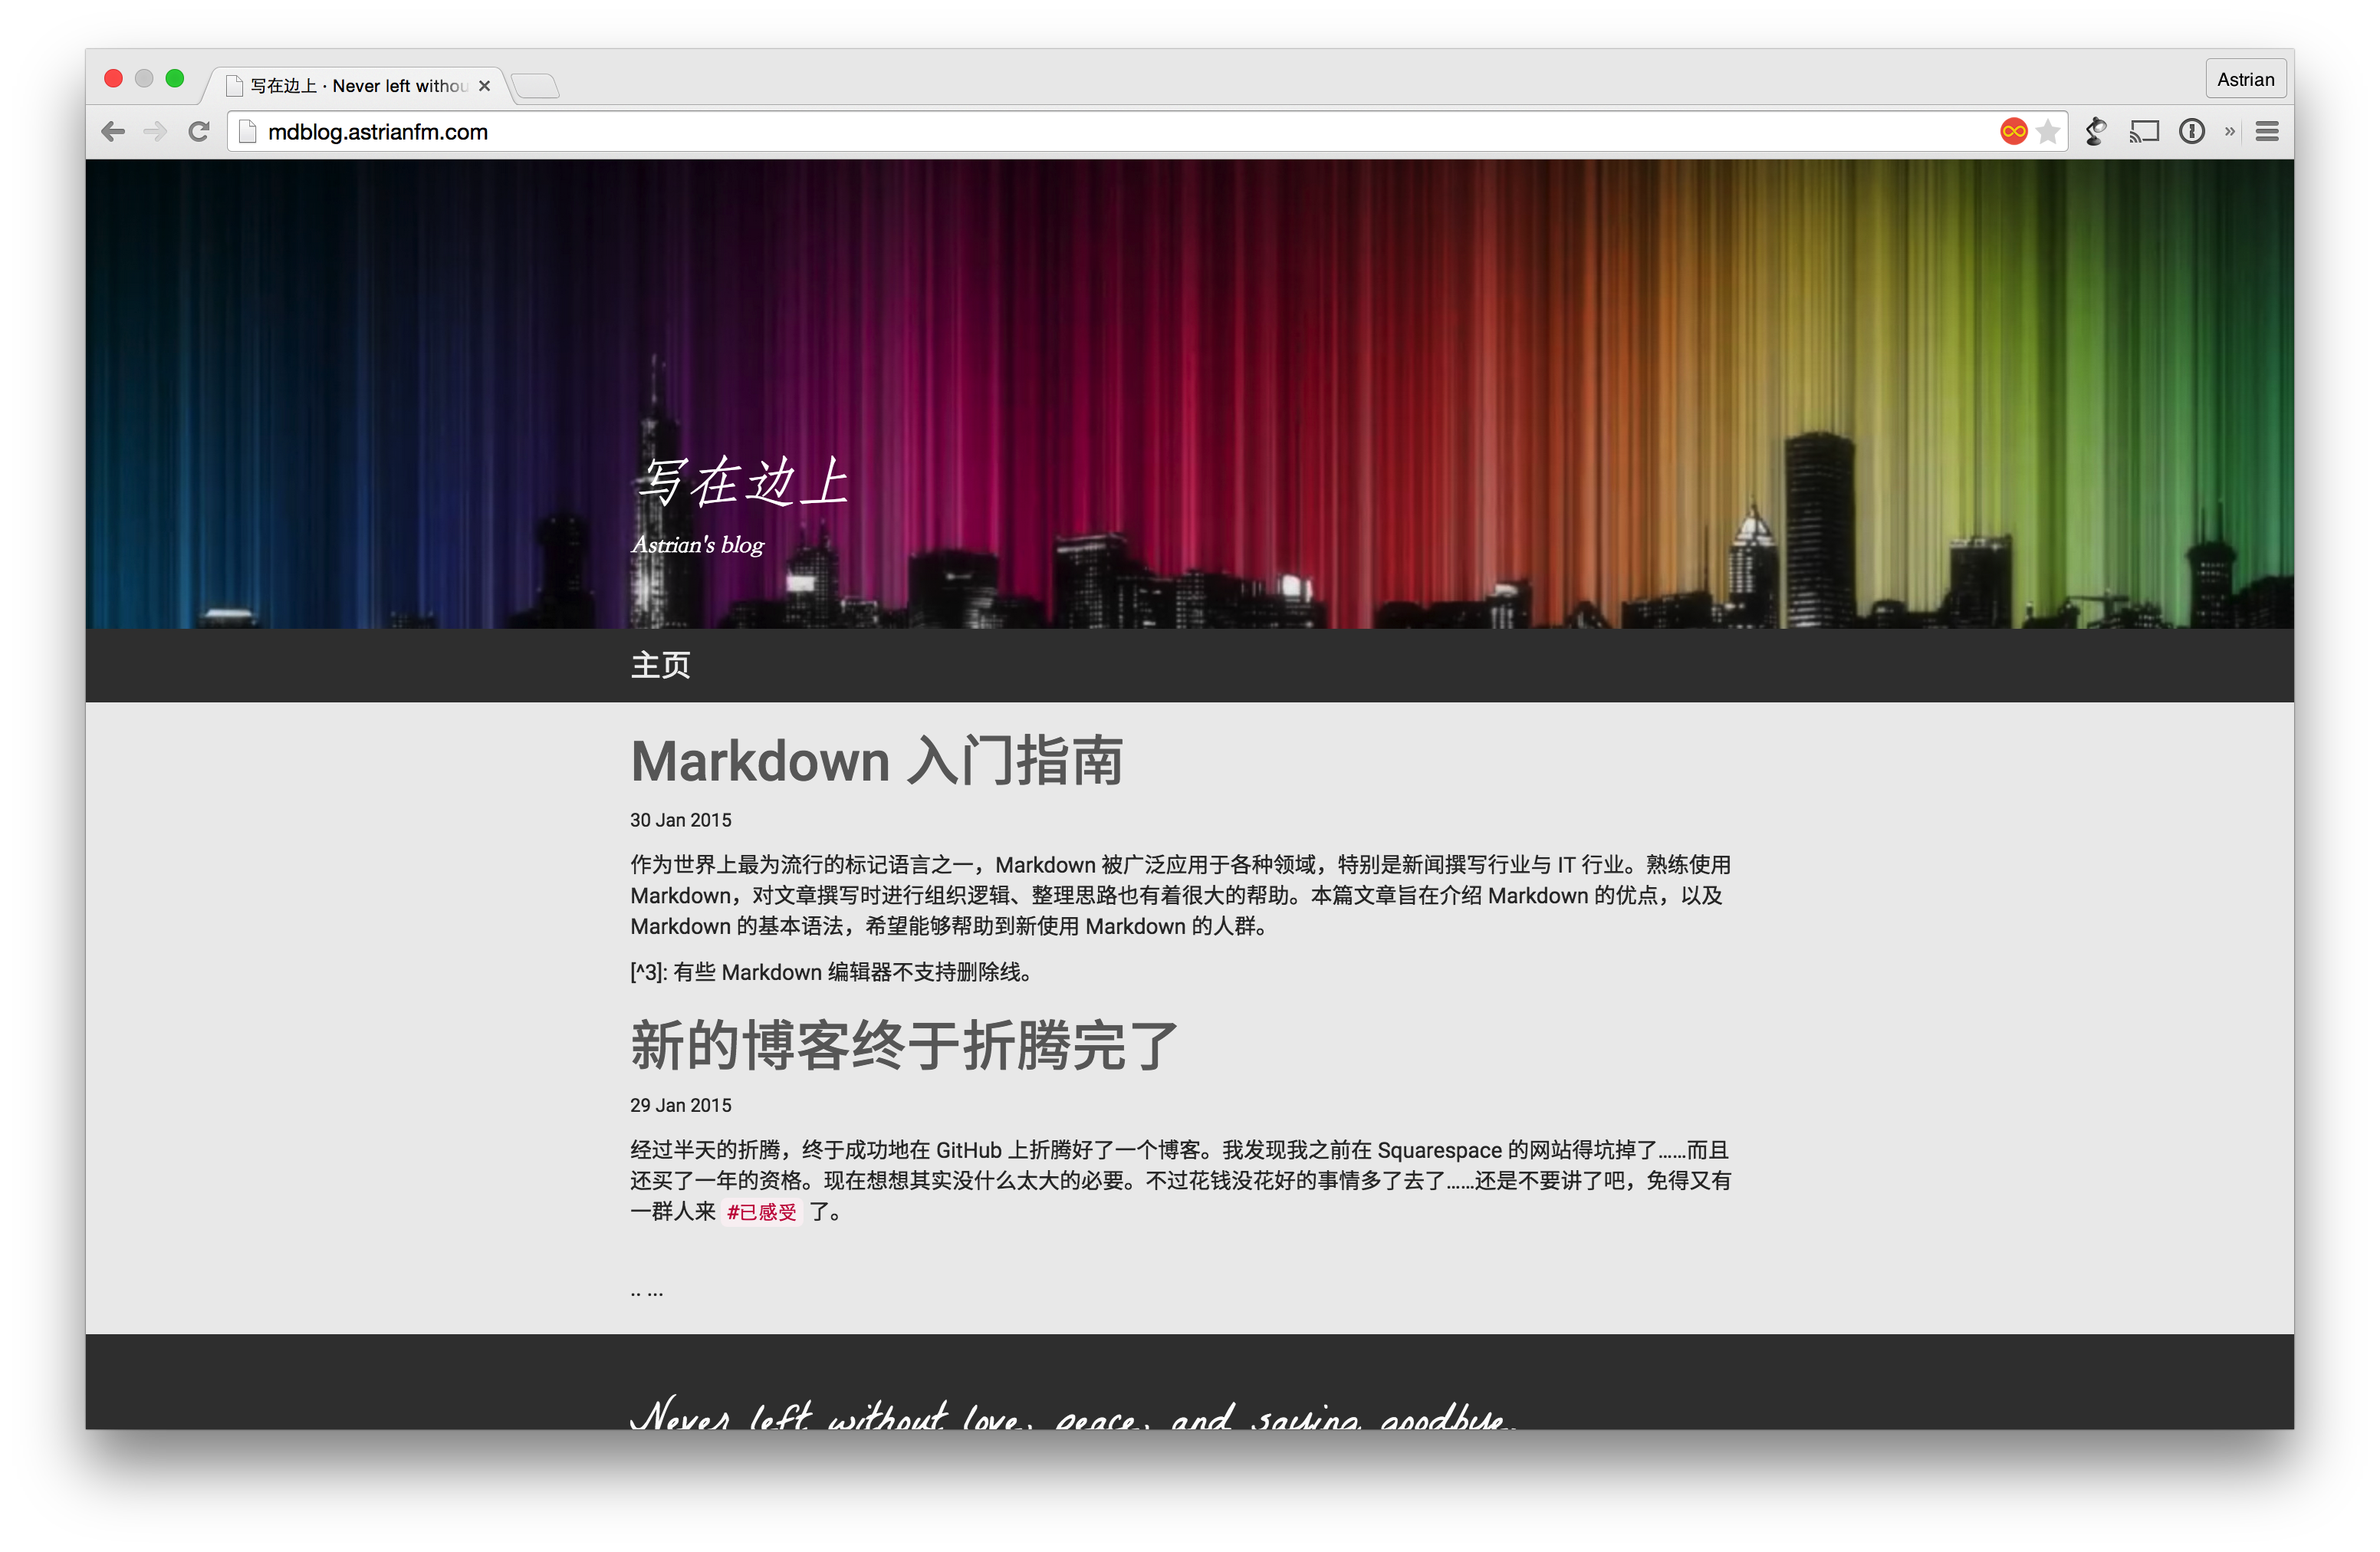 写在边上 · Never left withou
Astrian
mdblog.astrianfm.com
写在边上
Astrian's blog
主页
Markdown 入门指南
30 Jan 2015
作为世界上最为流行的标记语言之一，Markdown 被广泛应用于各种领域，特别是新闻撰写行业与 IT 行业。熟练使用
Markdown，对文章撰写时进行组织逻辑、整理思路也有着很大的帮助。本篇文章旨在介绍 Markdown 的优点，以及
Markdown 的基本语法，希望能够帮助到新使用 Markdown 的人群。
[^3]: 有些 Markdown 编辑器不支持删除线。
新的博客终于折腾完了
29 Jan 2015
经过半天的折腾，终于成功地在 GitHub 上折腾好了一个博客。我发现我之前在 Squarespace 的网站得坑掉了……而且
还买了一年的资格。现在想想其实没什么太大的必要。不过花钱没花好的事情多了去了……还是不要讲了吧，免得又有
一群人来 #已感受 了。
.. ...
Never left without love, peace, and saying goodbye.